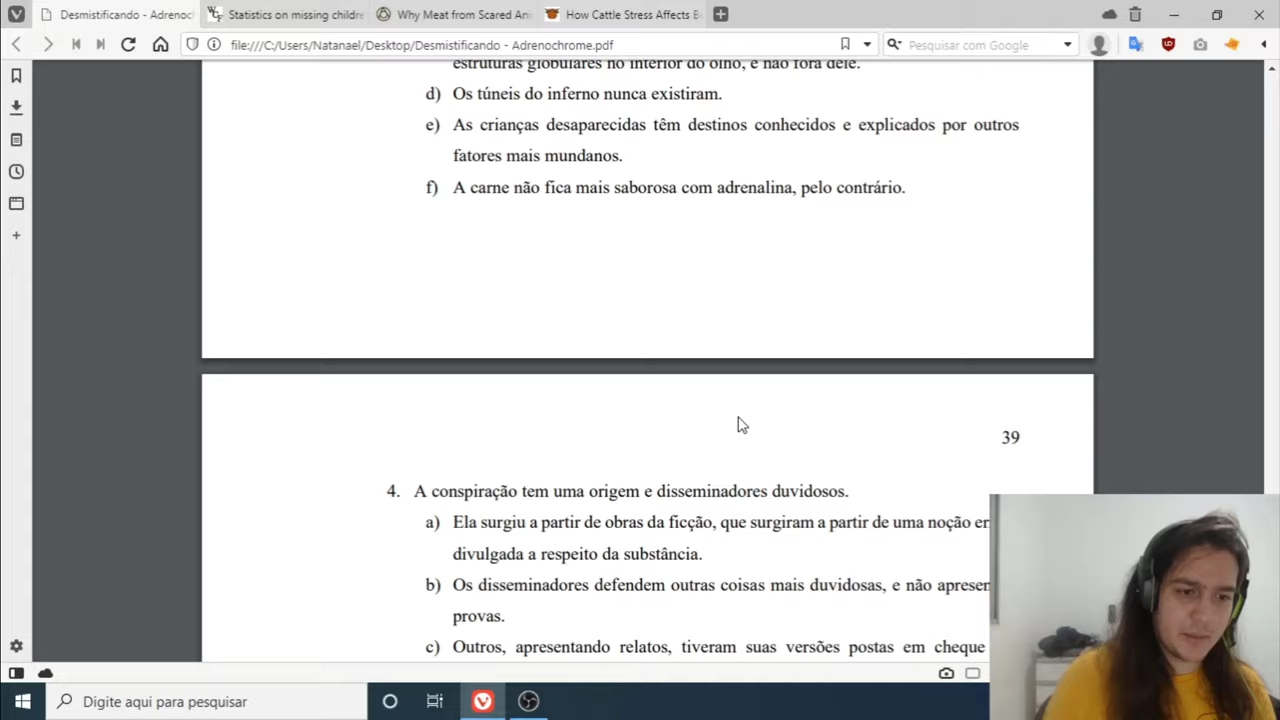 Desmistificando - Adrenoch
Statistics on missing childre
Why Meat from Scared Ani
How Cattle Stress Affects B
file:///C:/Users/Natanael/Desktop/Desmistificando - Adrenochrome.pdf
Pesquisar com Google
estruturas globulares no interior do olho, e não fora dele.
d) Os túneis do inferno nunca existiram.
e) As crianças desaparecidas têm destinos conhecidos e explicados por outros
fatores mais mundanos.
f) A carne não fica mais saborosa com adrenalina, pelo contrário.
39
4. A conspiração tem uma origem e disseminadores duvidosos.
a) Ela surgiu a partir de obras da ficção, que surgiram a partir de uma noção er
divulgada a respeito da substância.
b) Os disseminadores defendem outras coisas mais duvidosas, e não apresen
provas.
c) Outros, apresentando relatos, tiveram suas versões postas em cheque
Digite aqui para pesquisar